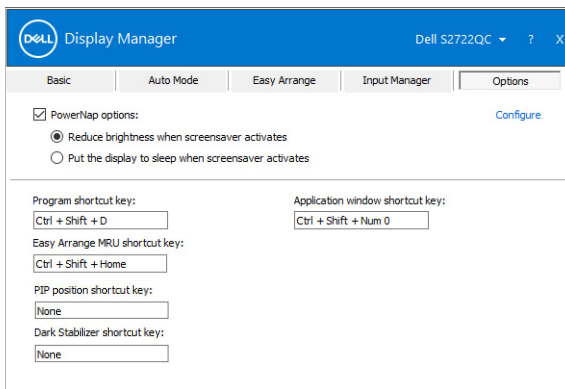 DELL Display Manager
Dell S2722QC ? X
Basic Auto Mode Easy Arrange Input Manager Options
PowerNap options: Configure
Reduce brightness when screensaver activates
Put the display to sleep when screensaver activates
Program shortcut key: Application window shortcut key:
Ctrl + Shift + D Ctrl + Shift + Num 0
Easy Arrange MRU shortcut key:
Ctrl + Shift + Home
PIP position shortcut key:
None
Dark Stabilizer shortcut key:
None